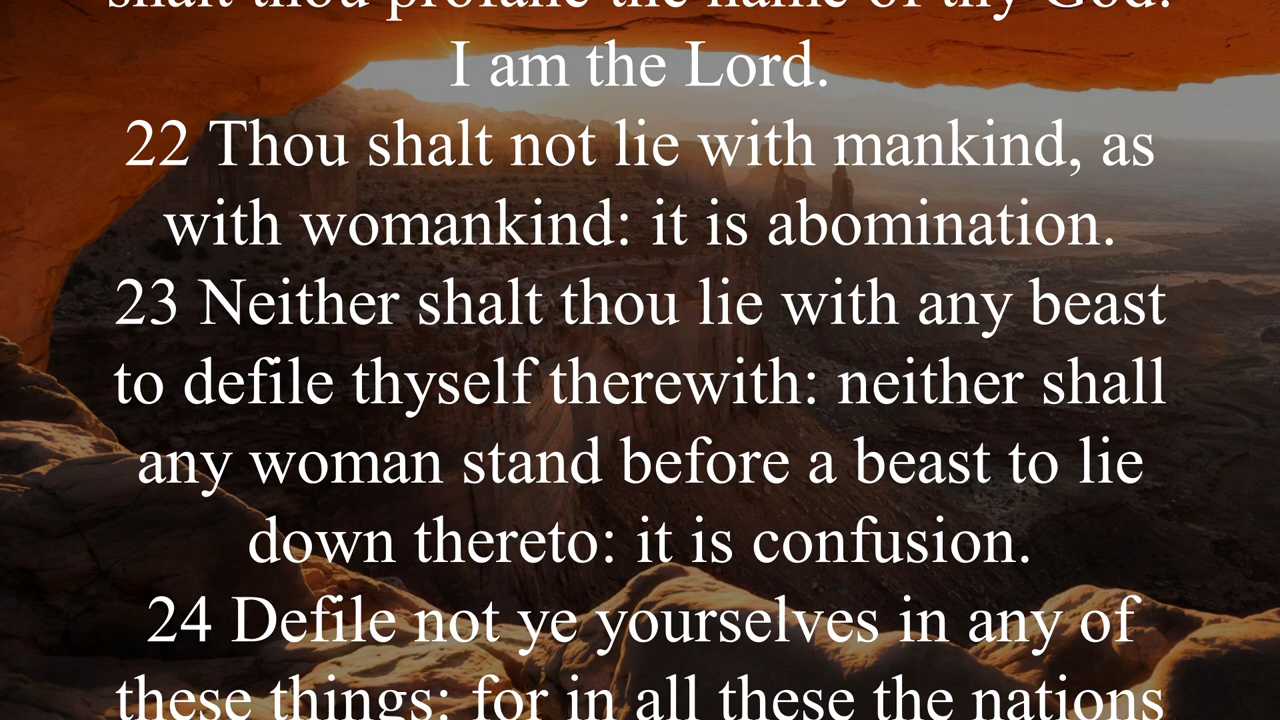 shalt thou profane the name of thy God:
I am the Lord.
22 Thou shalt not lie with mankind, as
with womankind: it is abomination.
23 Neither shalt thou lie with any beast
to defile thyself therewith: neither shall
any woman stand before a beast to lie
down thereto: it is confusion.
24 Defile not ye yourselves in any of
these things: for in all these the nations